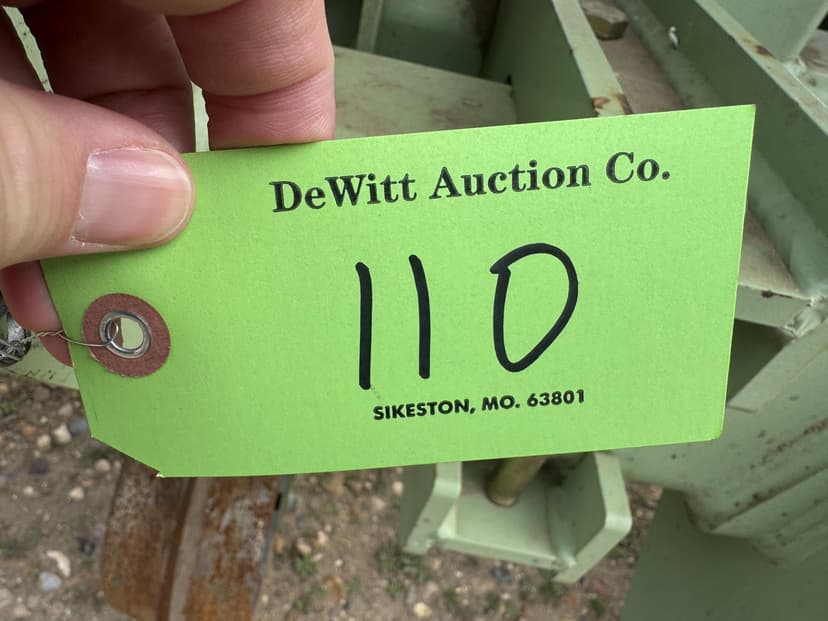 DeWitt Auction Co.
110
SIKESTON, MO. 63801